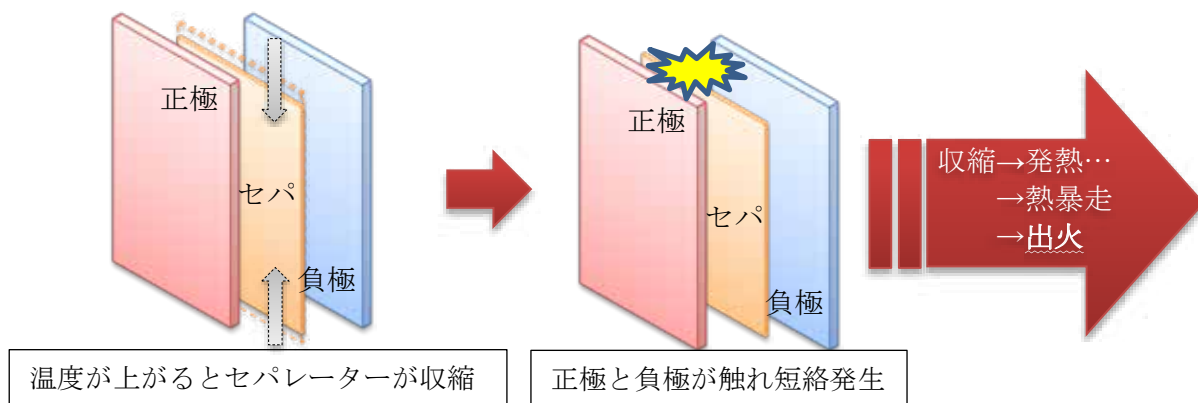 正極
セパ
負極
温度が上がるとセパレーターが収縮
正極
セパ
負極
正極と負極が触れ短絡発生
収縮→発熱…
→熱暴走
→出火